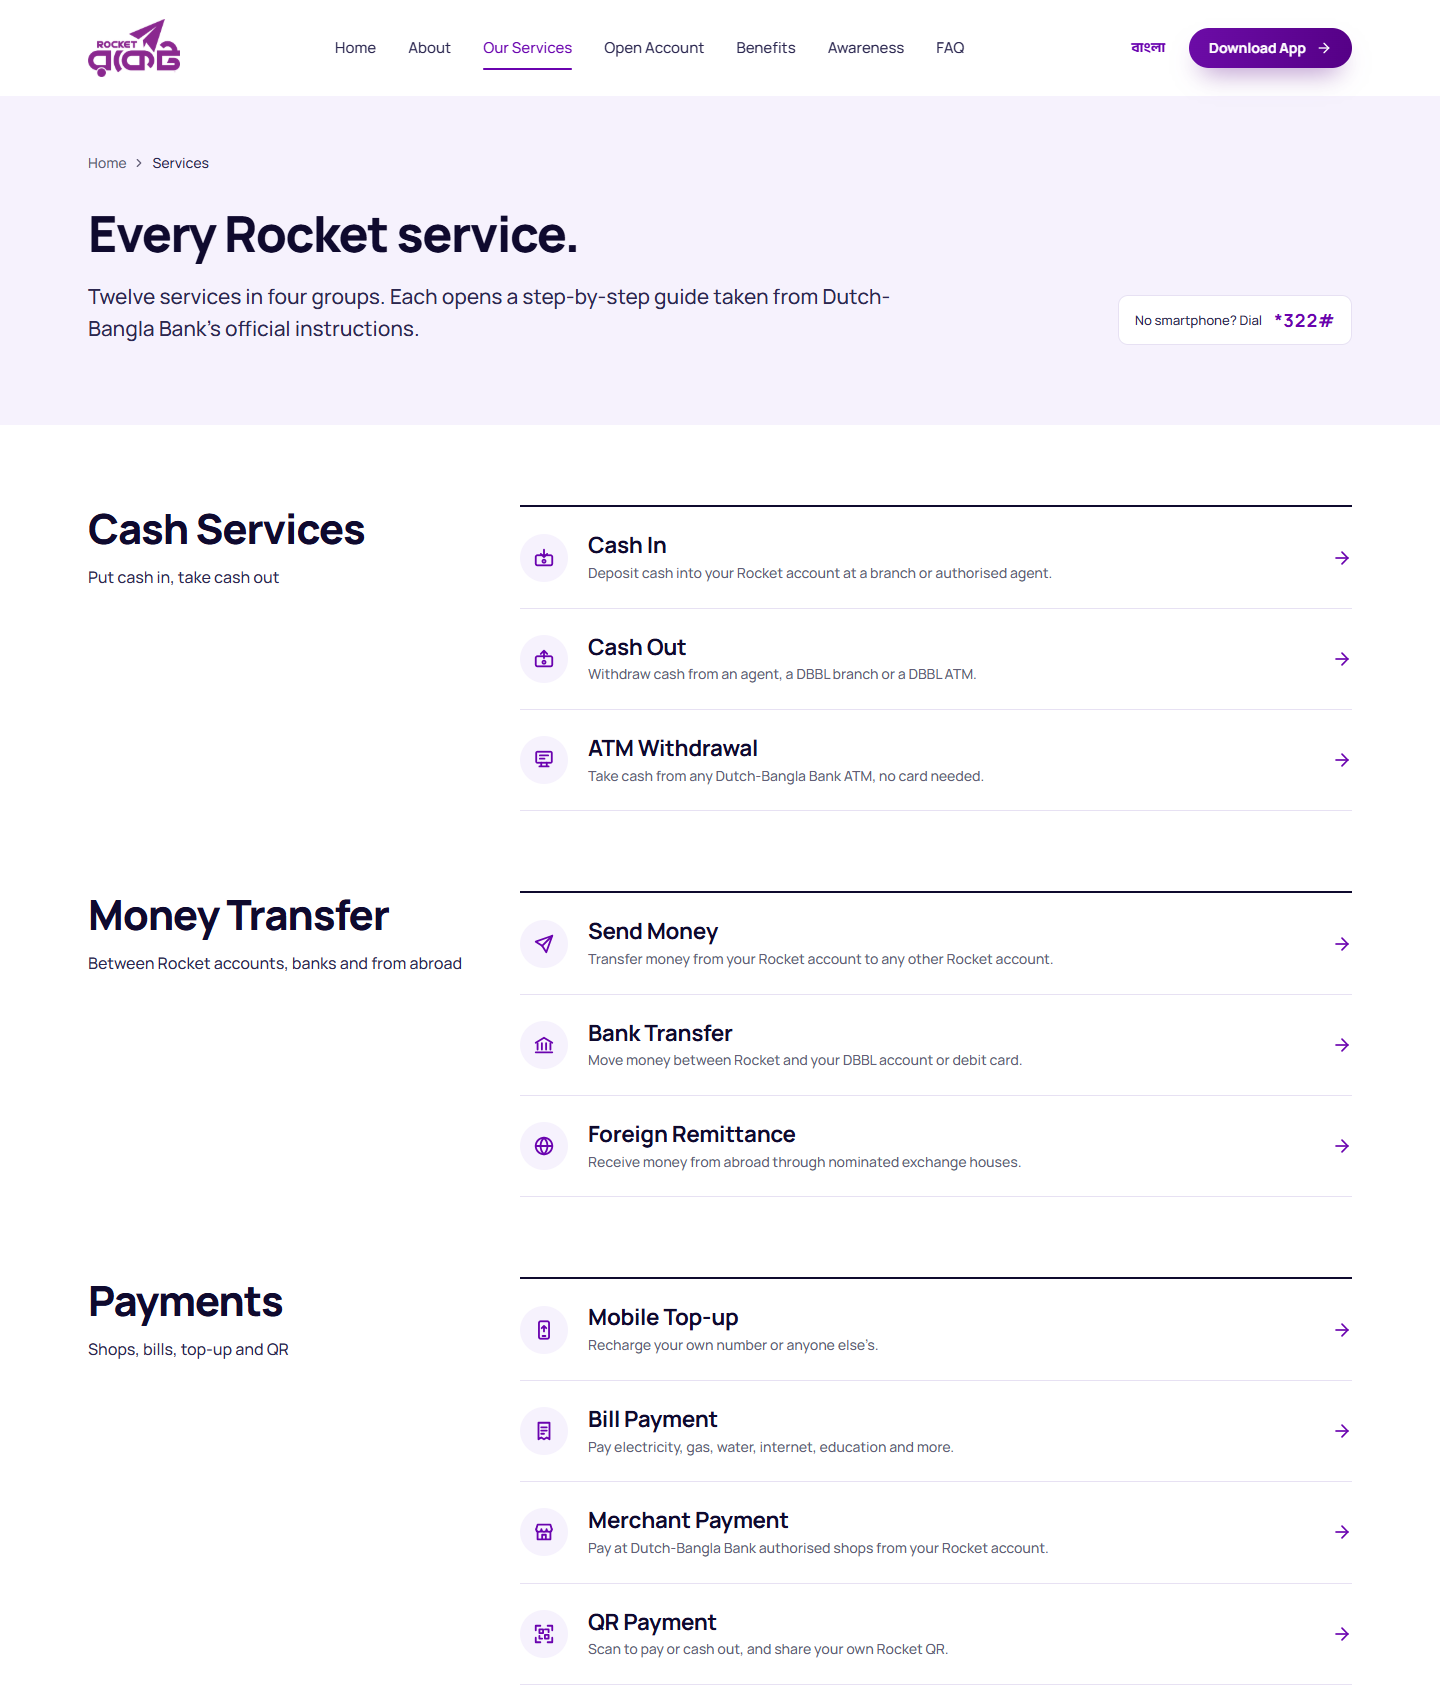 ROCKET
রকেট
Home About Our Services Open Account Benefits Awareness FAQ
বাংলা
Download App
Home > Services
Every Rocket service.
Twelve services in four groups. Each opens a step-by-step guide taken from Dutch-
Bangla Bank's official instructions.
No smartphone? Dial *322#
Cash Services
Put cash in, take cash out
Cash In
Deposit cash into your Rocket account at a branch or authorised agent.
Cash Out
Withdraw cash from an agent, a DBBL branch or a DBBL ATM.
ATM Withdrawal
Take cash from any Dutch-Bangla Bank ATM, no card needed.
Money Transfer
Between Rocket accounts, banks and from abroad
Send Money
Transfer money from your Rocket account to any other Rocket account.
Bank Transfer
Move money between Rocket and your DBBL account or debit card.
Foreign Remittance
Receive money from abroad through nominated exchange houses.
Payments
Shops, bills, top-up and QR
Mobile Top-up
Recharge your own number or anyone else's.
Bill Payment
Pay electricity, gas, water, internet, education and more.
Merchant Payment
Pay at Dutch-Bangla Bank authorised shops from your Rocket account.
QR Payment
Scan to pay or cash out, and share your own Rocket QR.